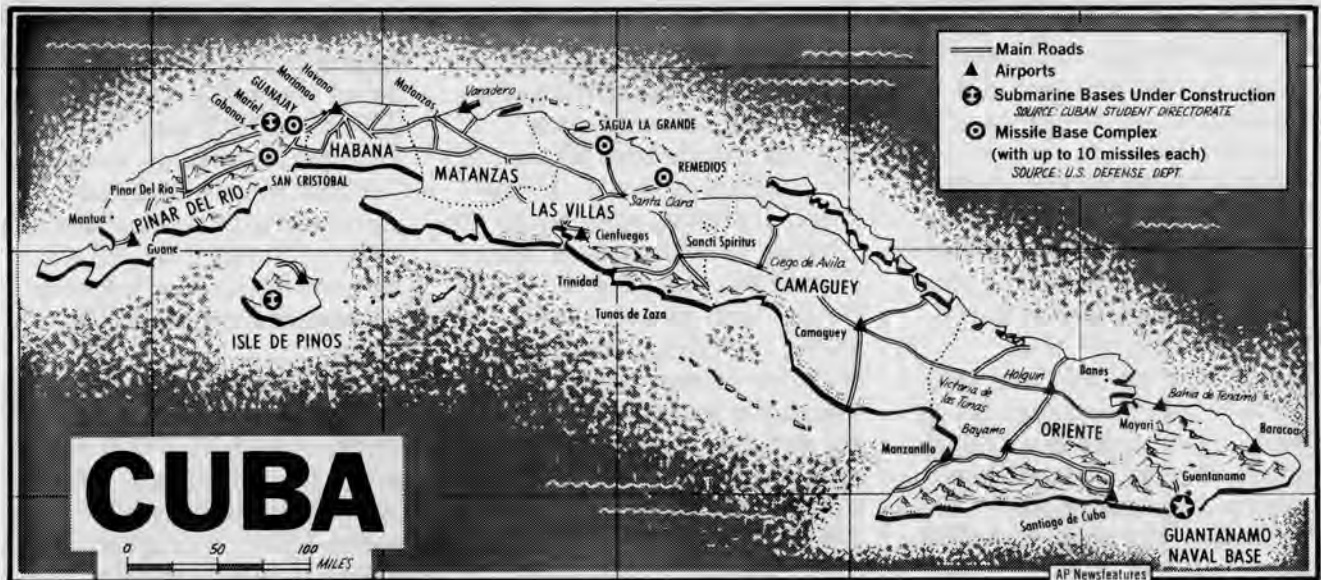 Main Roads
Airports
Submarine Bases Under Construction
SOURCE: CUBAN STUDENT DIRECTORATE
Missile Base Complex
(with up to 10 missiles each)
SOURCE: U.S. DEFENSE DEPT.
Cabanas
Mariel
GUANAJAY
Marianao
Havana
Matanzas
Varadero
SAGUA LA GRANDE
REMEDIOS
HABANA
SAN CRISTOBAL
MATANZAS
Pinar Del Rio
PINAR DEL RIO
Mantua
Guane
LAS VILLAS
Santa Clara
Cienfuegos
Sancti Spiritus
Ciego de Avila
Trinidad
CAMAGUEY
Tunas de Zaza
ISLE DE PINOS
Camaguey
Victoria de
las Tunas
Holguin
Banes
Bahia de Tenamo
Mayari
Baracoa
Bayamo
ORIENTE
Manzanillo
Guantanamo
Santiago de Cuba
GUANTANAMO
NAVAL BASE
CUBA
0 50 100
MILES
AP Newsfeatures